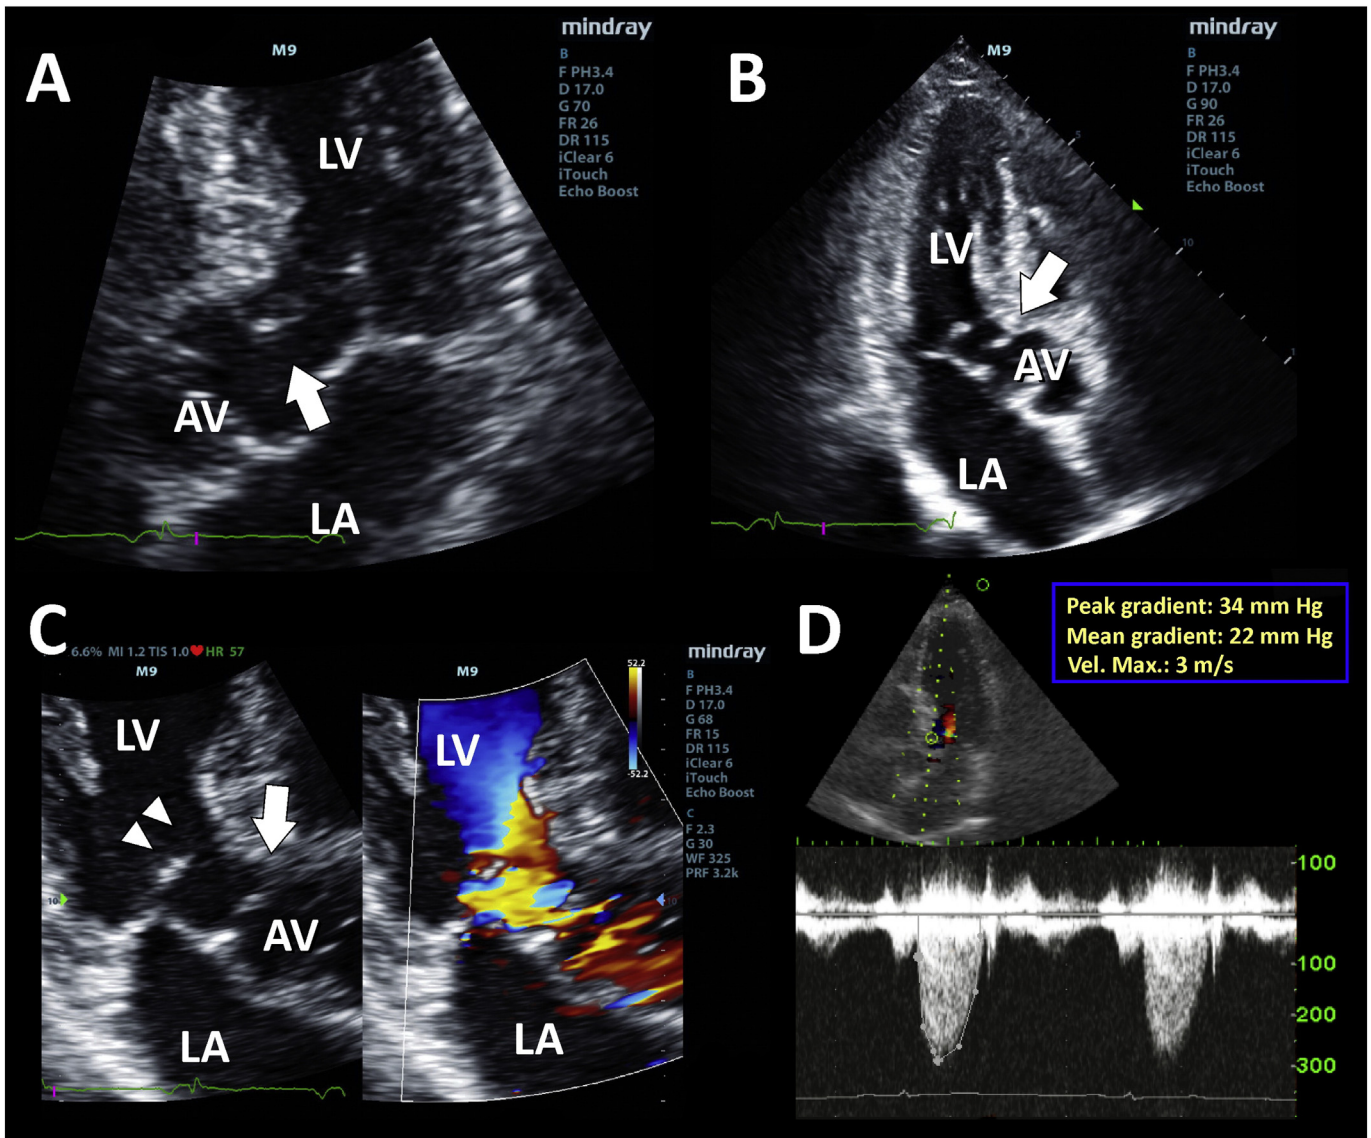 A
M9
mindray
B
F PH3.4
D 17.0
G 70
FR 26
DR 115
iClear 6
iTouch
Echo Boost
LV
AV
LA
B
M9
mindray
B
F PH3.4
D 17.0
G 90
FR 26
DR 115
iClear 6
iTouch
Echo Boost
5
10
1
LV
AV
LA
C
6.6% MI 1.2 TIS 1.0 HR 57
M9
M9
mindray
52.2
-52.2
B
F PH3.4
D 17.0
G 68
FR 15
DR 115
iClear 6
iTouch
Echo Boost
C
F 2.3
G 30
WF 325
PRF 3.2k
LV
AV
LA
10
LV
LA
10
D
Peak gradient: 34 mm Hg
Mean gradient: 22 mm Hg
Vel. Max.: 3 m/s
100
100
200
300